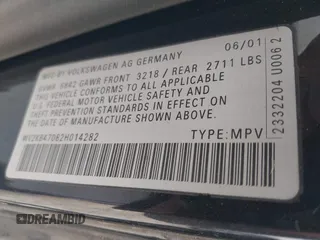 MFD BY VOLKSWAGEN AG GERMANY 06/01
GVWR 5842 GAWR FRONT 3218 / REAR 2711 LBS
THIS VEHICLE CONFORMS TO ALL APPLICABLE
U.S. FEDERAL MOTOR VEHICLE SAFETY AND
THEFT PREVENTION STANDARDS IN EFFECT ON
THE DATE OF MANUFACTURE SHOWN ABOVE
WV2KB47082H014282 TYPE: MPV
2332204 U006 2
DREAMBID